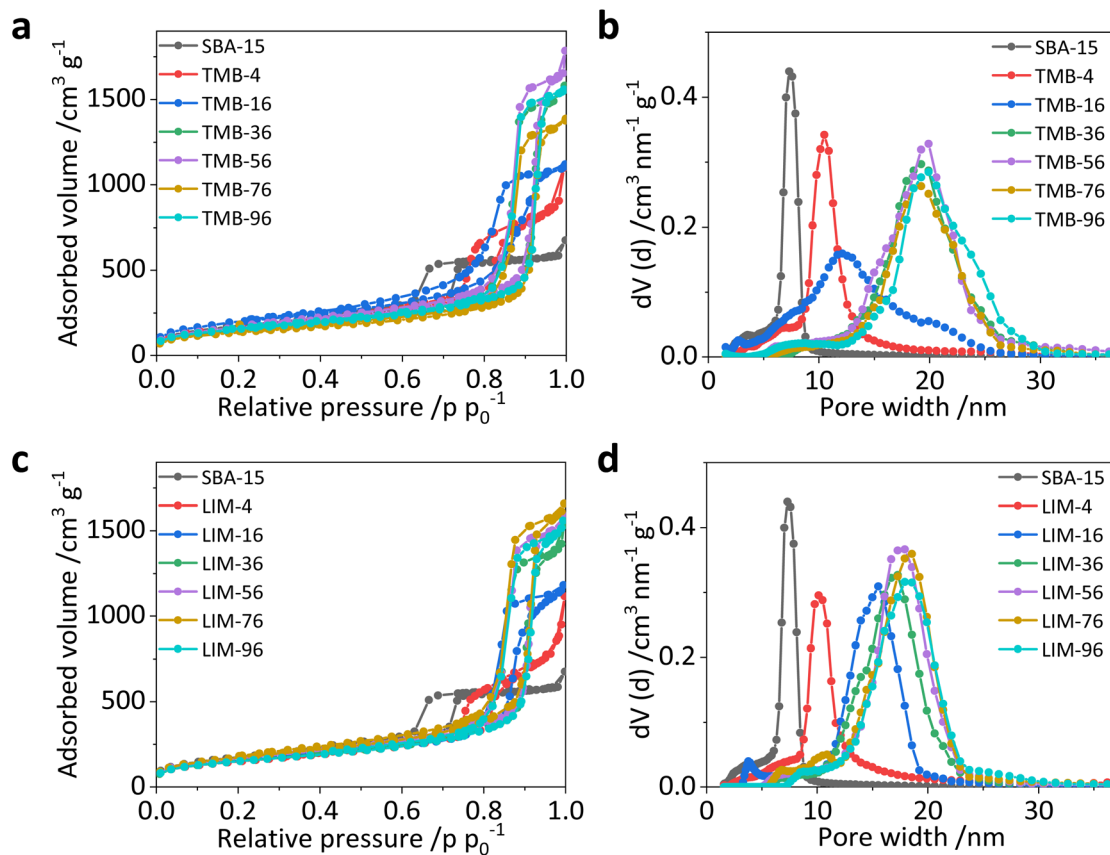 a
Adsorbed volume /cm³ g⁻¹
1500
1000
500
0
SBA-15
TMB-4
TMB-16
TMB-36
TMB-56
TMB-76
TMB-96
0.0 0.2 0.4 0.6 0.8 1.0
Relative pressure /p p₀⁻¹
b
dV (d) /cm³ nm⁻¹ g⁻¹
0.4
0.2
0.0
SBA-15
TMB-4
TMB-16
TMB-36
TMB-56
TMB-76
TMB-96
10 20 30
Pore width /nm
c
Adsorbed volume /cm³ g⁻¹
1500
1000
500
0
SBA-15
LIM-4
LIM-16
LIM-36
LIM-56
LIM-76
LIM-96
0.0 0.2 0.4 0.6 0.8 1.0
Relative pressure /p p₀⁻¹
d
dV (d) /cm³ nm⁻¹ g⁻¹
0.4
0.2
0.0
SBA-15
LIM-4
LIM-16
LIM-36
LIM-56
LIM-76
LIM-96
10 20 30
Pore width /nm